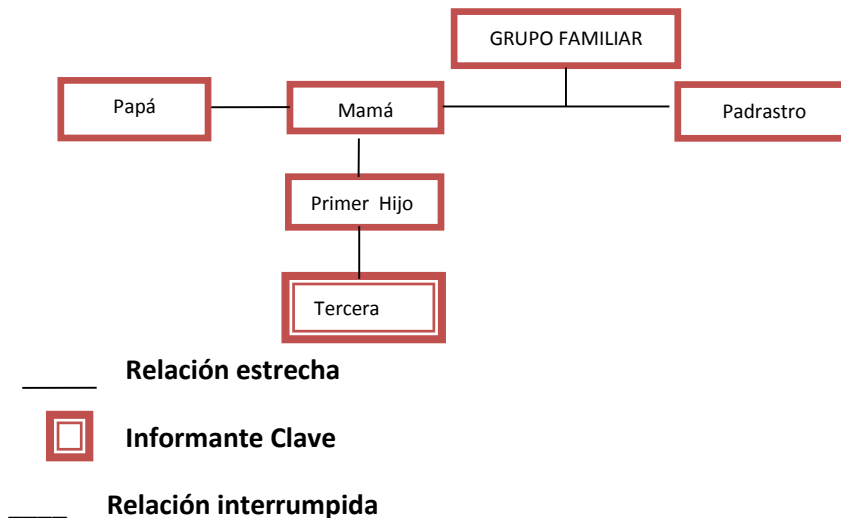 GRUPO FAMILIAR
Papá
Mamá
Padrastro
Primer Hijo
Tercera
Relación estrecha
Informante Clave
Relación interrumpida